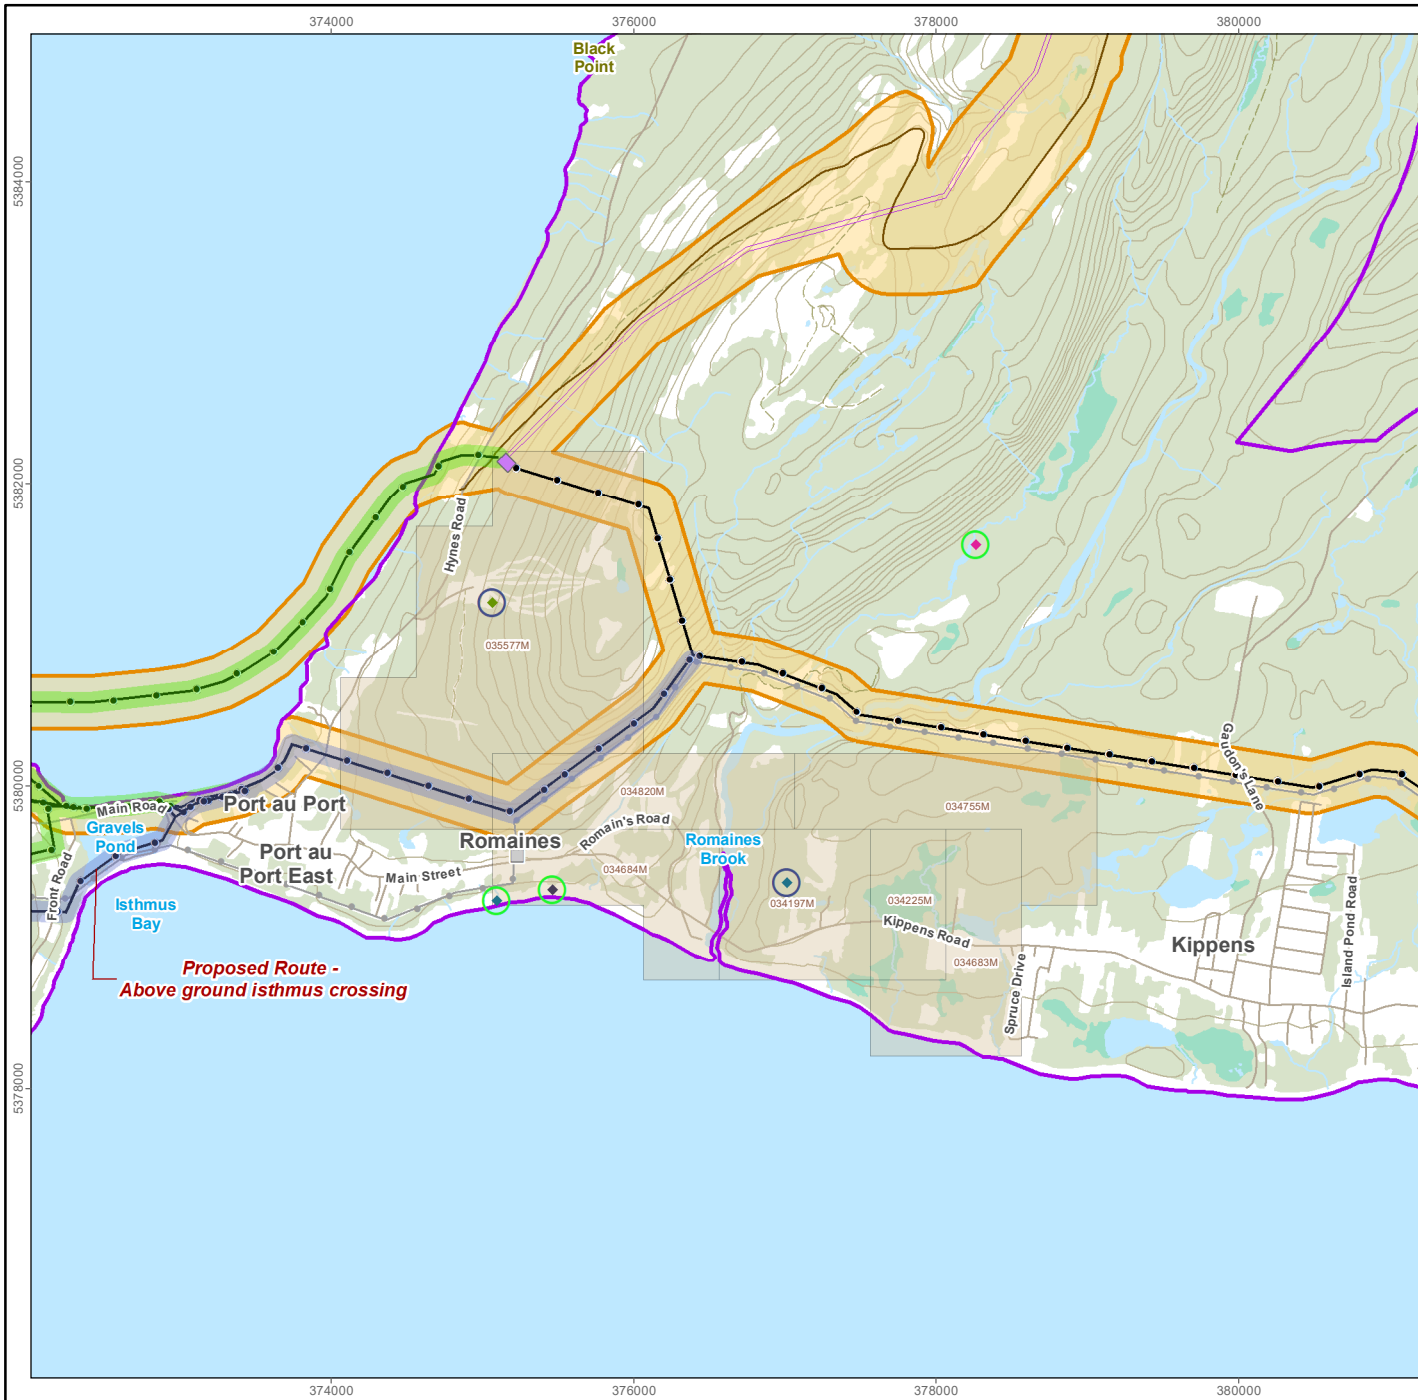 374000
376000
378000
380000
Black
Point
5384000
5382000
5380000
5378000
Hynes Road
035577M
Main Road
Port au Port
Gravels
Pond
Port au
Port East
Front Road
Main Street
Isthmus
Bay
Romaines
Romain's Road
034820M
034684M
Romaines
Brook
034755M
034197M
034225M
Kippens Road
034683M
Spruce Drive
Gaudon's Lane
Kippens
Island Pond Road
Proposed Route -
Above ground isthmus crossing
374000
376000
378000
380000